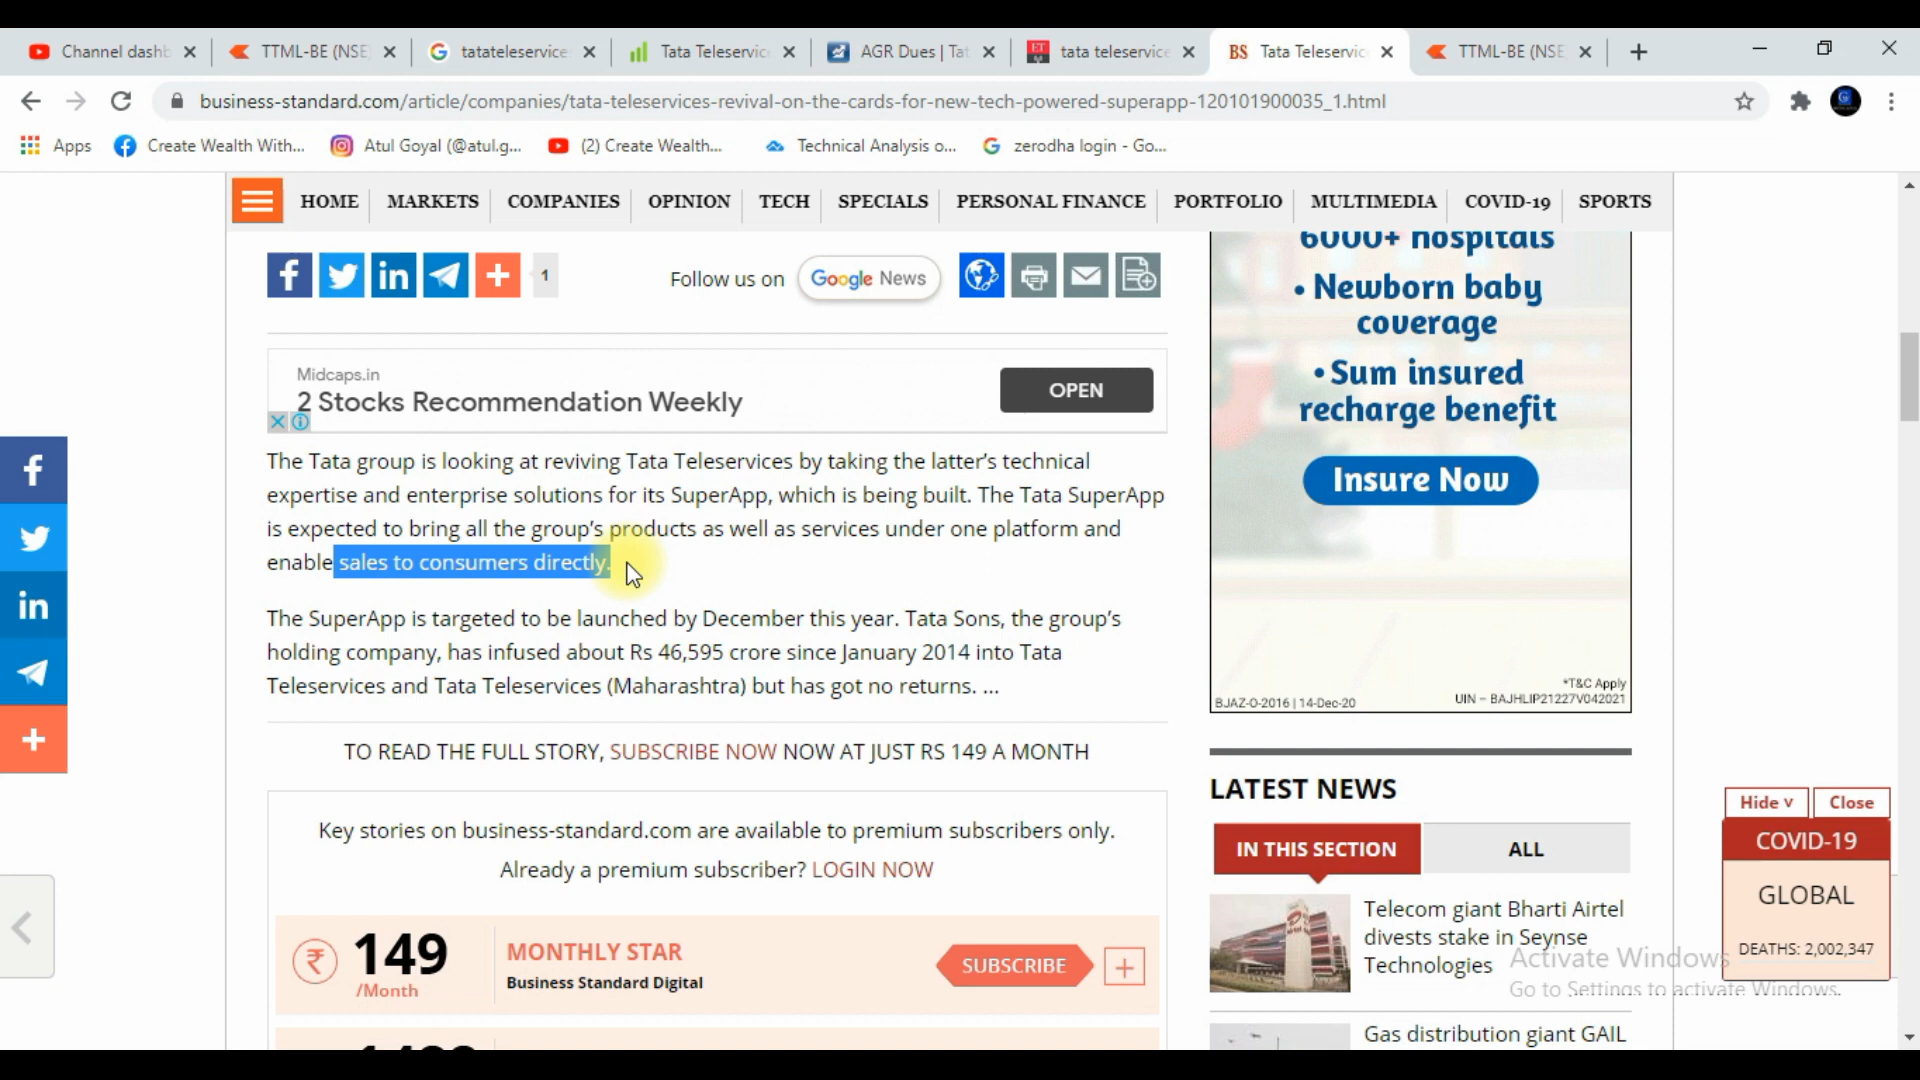 Channel dashb
TTML-BE (NSE
tatateleservice
Tata Teleservic
AGR Dues | Tat
tata teleservice
BS Tata Teleservic
TTML-BE (NSE
business-standard.com/article/companies/tata-teleservices-revival-on-the-cards-for-new-tech-powered-superapp-120101900035_1.html
Apps
Create Wealth With...
Atul Goyal (@atul.g...
(2) Create Wealth...
Technical Analysis o...
zerodha login - Go...
HOME
MARKETS
COMPANIES
OPINION
TECH
SPECIALS
PERSONAL FINANCE
PORTFOLIO
MULTIMEDIA
COVID-19
SPORTS
1
Follow us on
Google News
Midcaps.in
2 Stocks Recommendation Weekly
OPEN
The Tata group is looking at reviving Tata Teleservices by taking the latter's technical
expertise and enterprise solutions for its SuperApp, which is being built. The Tata SuperApp
is expected to bring all the group's products as well as services under one platform and
enable sales to consumers directly.
The SuperApp is targeted to be launched by December this year. Tata Sons, the group's
holding company, has infused about Rs 46,595 crore since January 2014 into Tata
Teleservices and Tata Teleservices (Maharashtra) but has got no returns. ...
TO READ THE FULL STORY, SUBSCRIBE NOW NOW AT JUST RS 149 A MONTH
Key stories on business-standard.com are available to premium subscribers only.
Already a premium subscriber? LOGIN NOW
₹ 149
/Month
MONTHLY STAR
Business Standard Digital
SUBSCRIBE
6000+ hospitals
• Newborn baby
coverage
• Sum insured
recharge benefit
Insure Now
*T&C Apply
BJAZ-O-2016 | 14-Dec-20
UIN – BAJHLIP21227V042021
LATEST NEWS
IN THIS SECTION
ALL
Telecom giant Bharti Airtel
divests stake in Seynse
Technologies
Gas distribution giant GAIL
Hide v
Close
COVID-19
GLOBAL
DEATHS: 2,002,347
Activate Windows
Go to Settings to activate Windows.